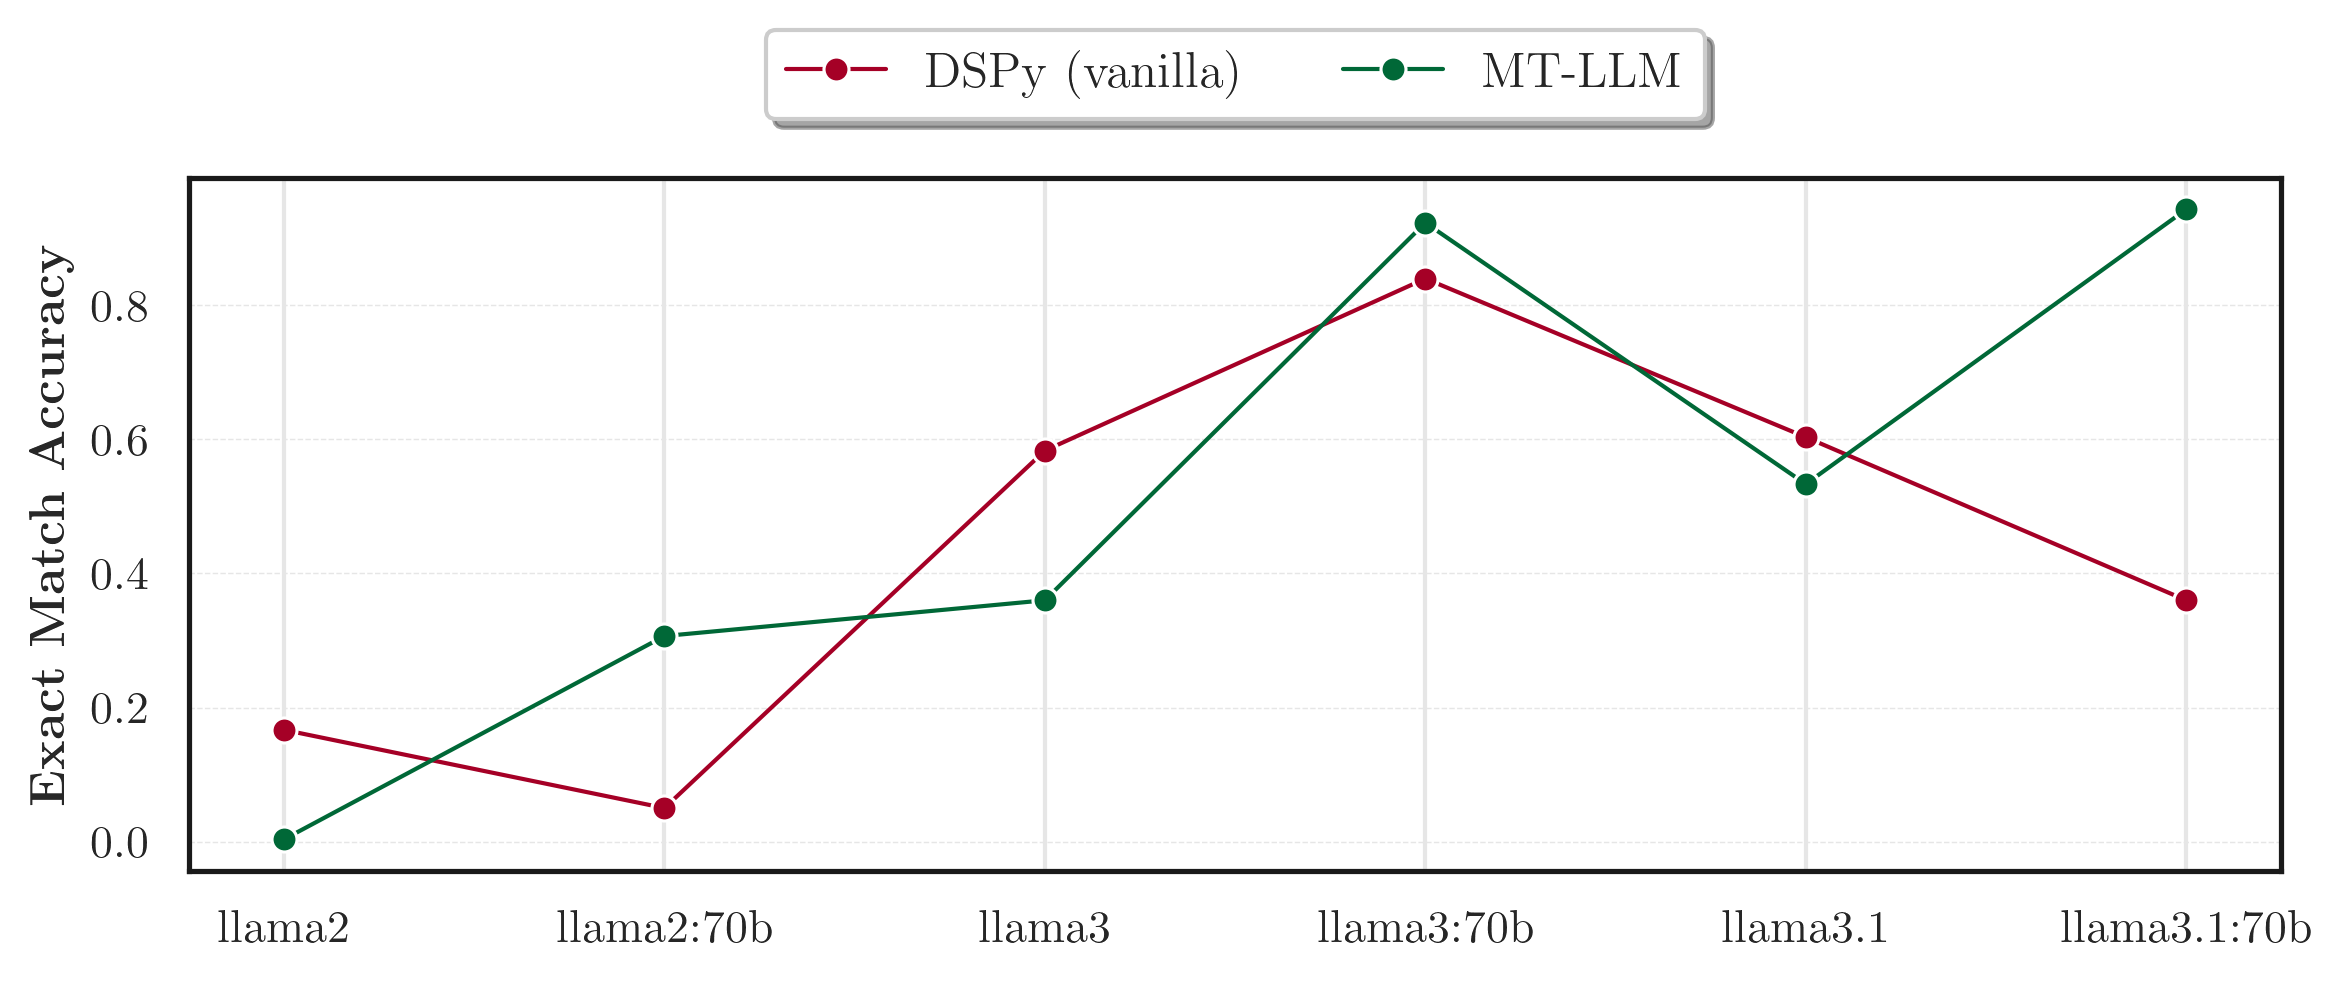 DSPy (vanilla) MT-LLM
Exact Match Accuracy
0.8
0.6
0.4
0.2
0.0
llama2 llama2:70b llama3 llama3:70b llama3.1 llama3.1:70b